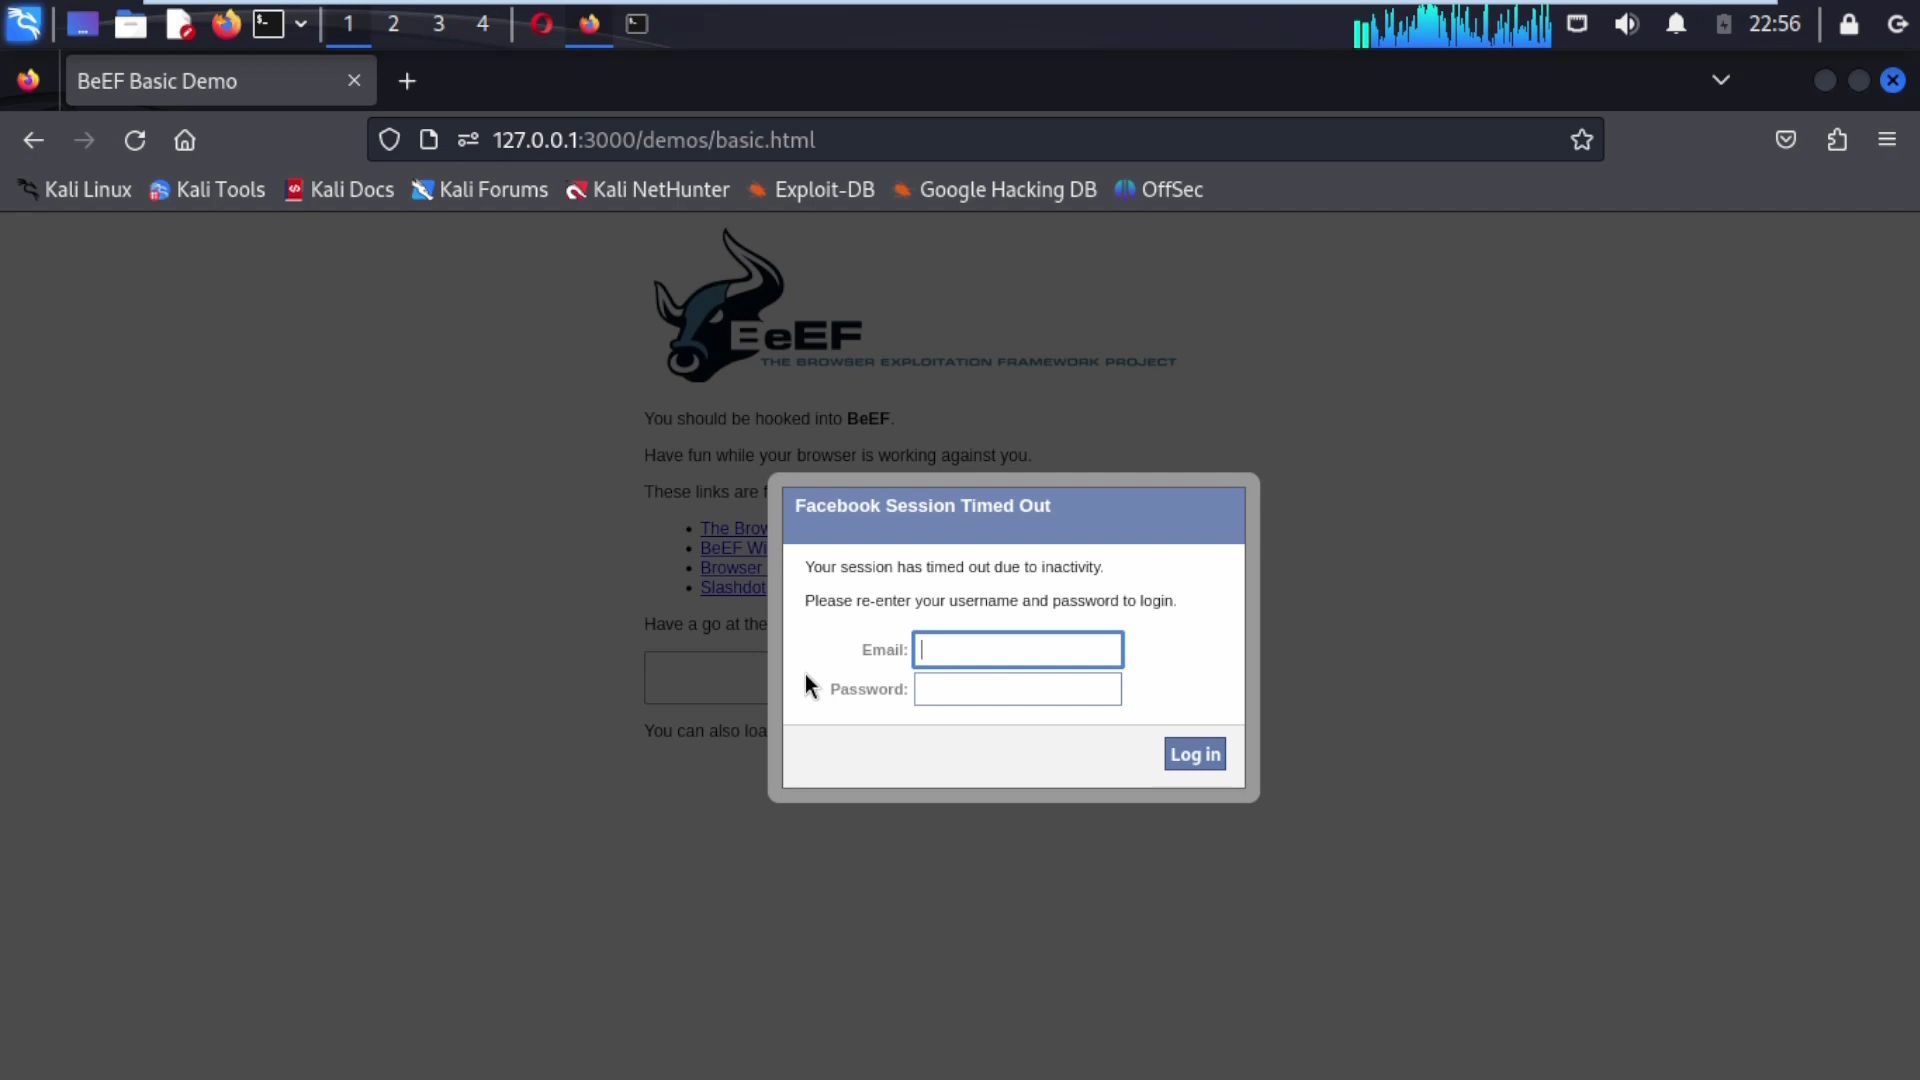 1 2 3 4 22:56
BeEF Basic Demo
127.0.0.1:3000/demos/basic.html
Kali Linux Kali Tools Kali Docs Kali Forums Kali NetHunter Exploit-DB Google Hacking DB OffSec
BeEF
THE BROWSER EXPLOITATION FRAMEWORK PROJECT
You should be hooked into BeEF.
Have fun while your browser is working against you.
These links are f
The Brow
BeEF Wi
Browser
Slashdot
Have a go at the
You can also loa
Facebook Session Timed Out
Your session has timed out due to inactivity.
Please re-enter your username and password to login.
Email:
Password:
Log in